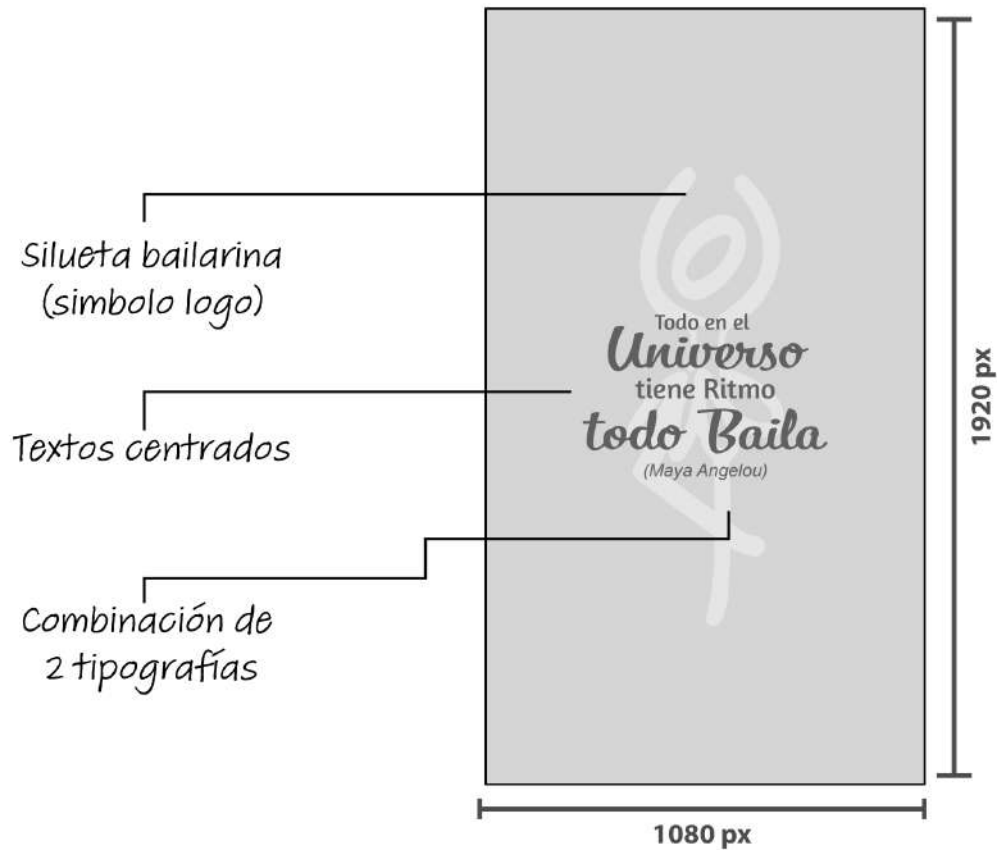 Silueta bailarina
(simbolo logo)
Todo en el
Universo
tiene Ritmo
todo Baila
(Maya Angelou)
Textos centrados
Combinación de
2 tipografías
1920 px
1080 px